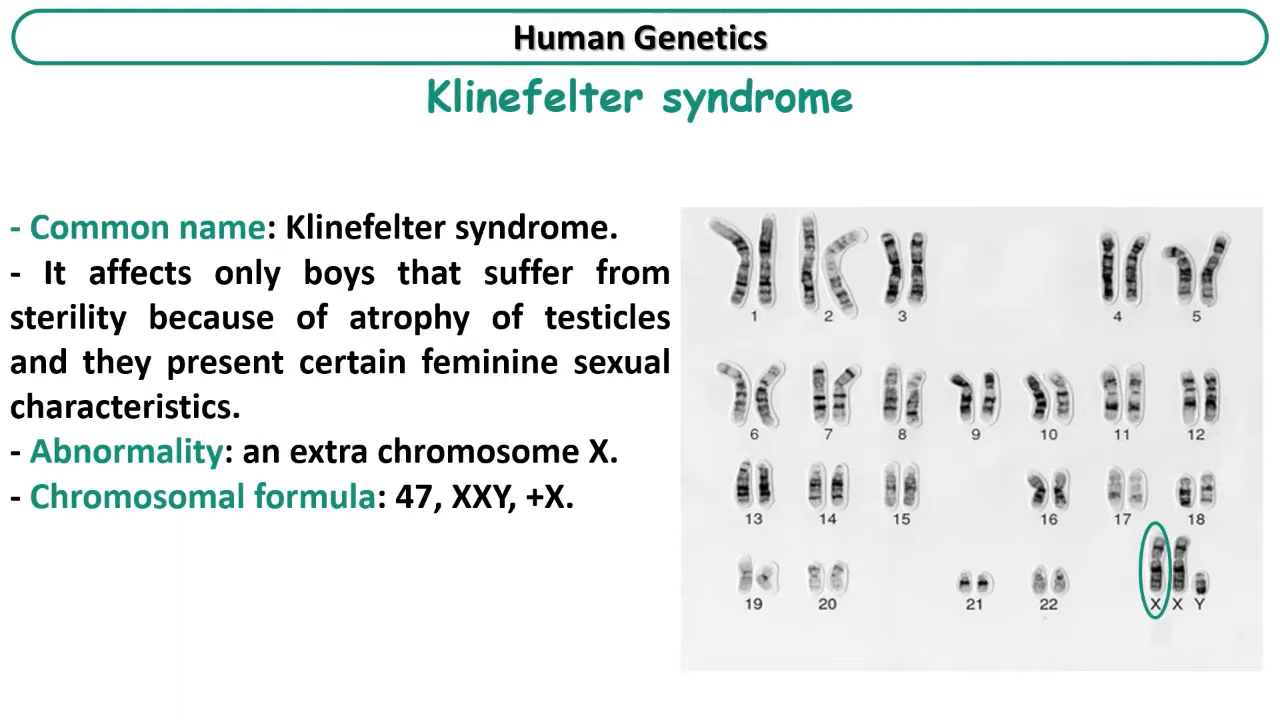 Human Genetics
Klinefelter syndrome
- Common name: Klinefelter syndrome.
- It affects only boys that suffer from
sterility because of atrophy of testicles
and they present certain feminine sexual
characteristics.
- Abnormality: an extra chromosome X.
- Chromosomal formula: 47, XXY, +X.
1 2 3 4 5
6 7 8 9 10 11 12
13 14 15 16 17 18
19 20 21 22 X X Y